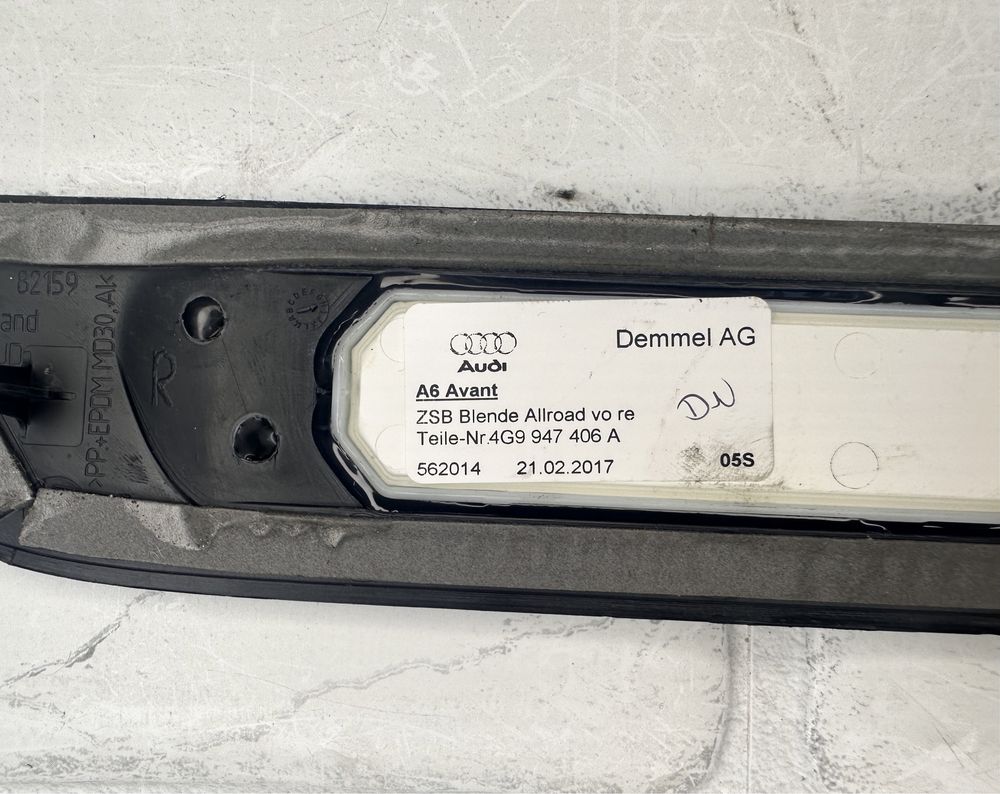 82159
and
>PP+EPDM MD30,AK
R
Audi
Demmel AG
A6 Avant
ZSB Blende Allroad vo re
Teile-Nr.4G9 947 406 A
DN
562014 21.02.2017
05S